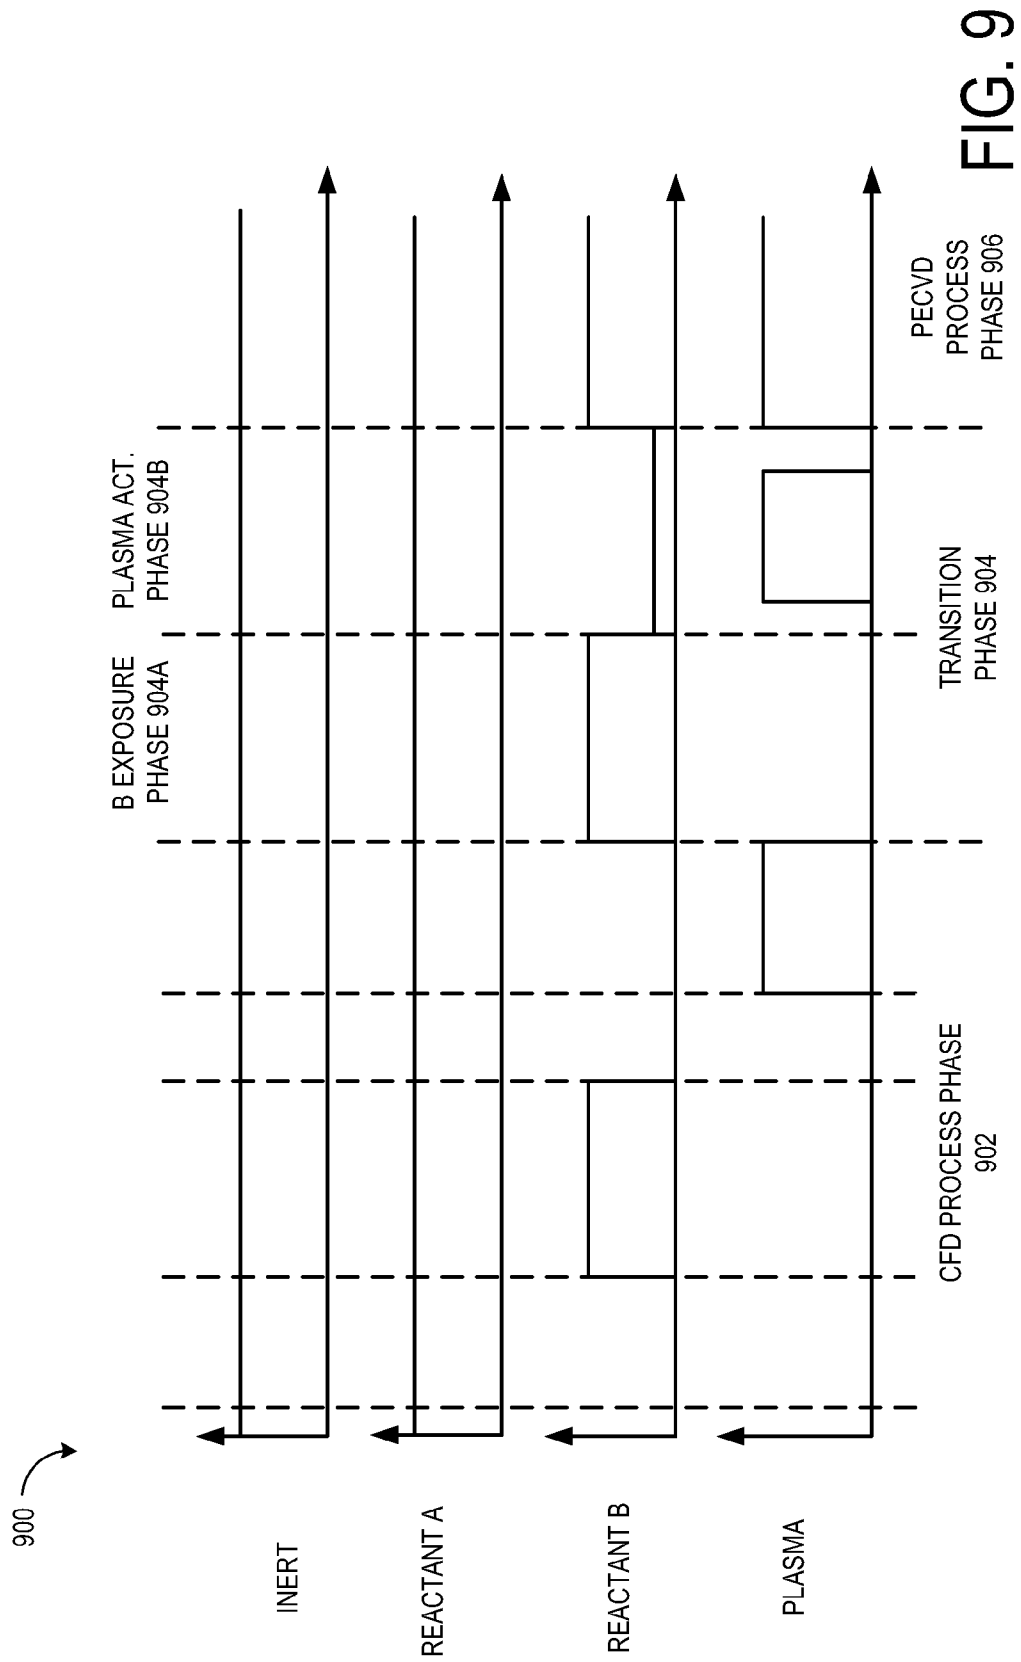 900
B EXPOSURE
PHASE 904A
PLASMA ACT.
PHASE 904B
INERT
REACTANT A
REACTANT B
PLASMA
CFD PROCESS PHASE
902
TRANSITION
PHASE 904
PECVD
PROCESS
PHASE 906
FIG. 9